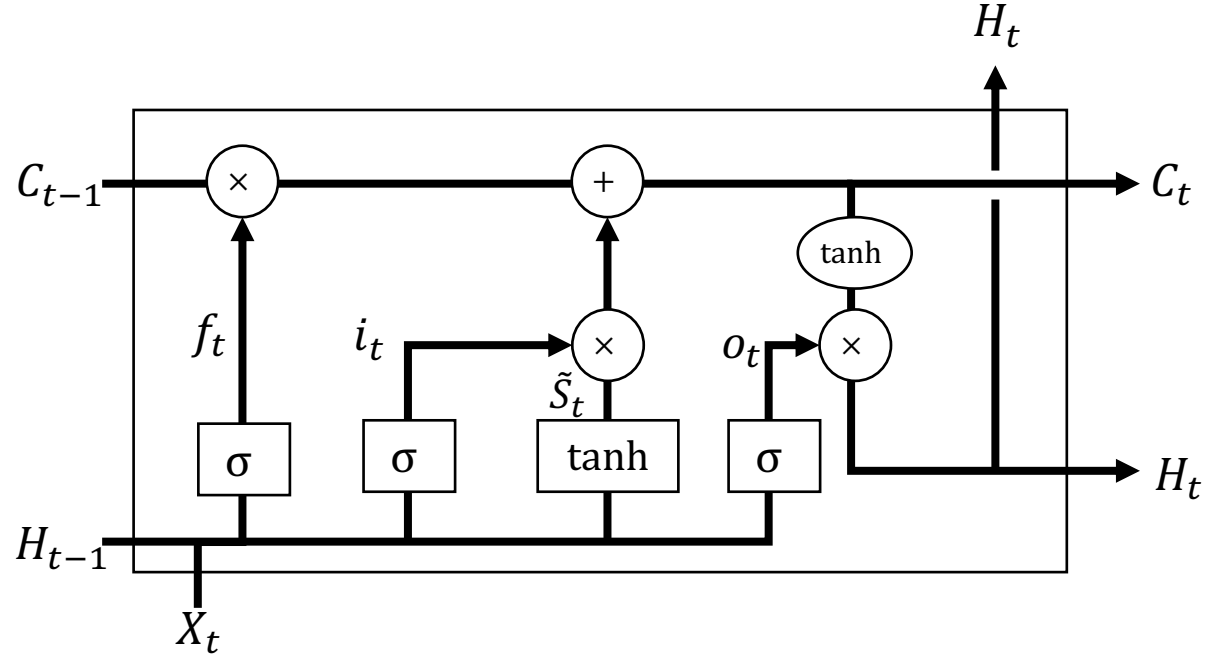 H_t
C_{t-1}
×
+
C_t
tanh
f_t
i_t
×
o_t
×
S̃_t
σ
σ
tanh
σ
H_t
H_{t-1}
X_t